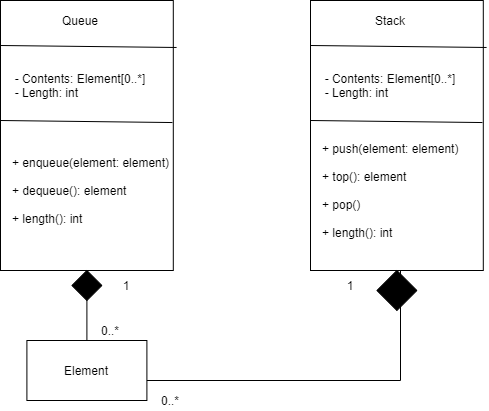 Queue
- Contents: Element[0..*]
- Length: int
+ enqueue(element: element)
+ dequeue(): element
+ length(): int
Stack
- Contents: Element[0..*]
- Length: int
+ push(element: element)
+ top(): element
+ pop()
+ length(): int
1
1
0..*
Element
0..*